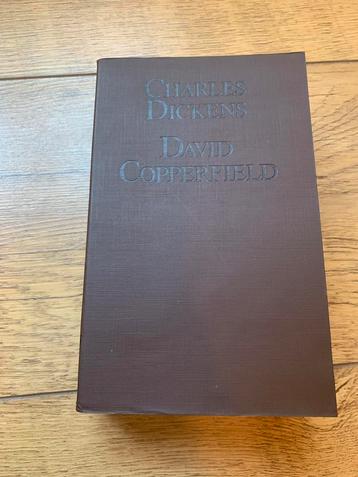 CHARLES
DICKENS
DAVID
COPPERFIELD